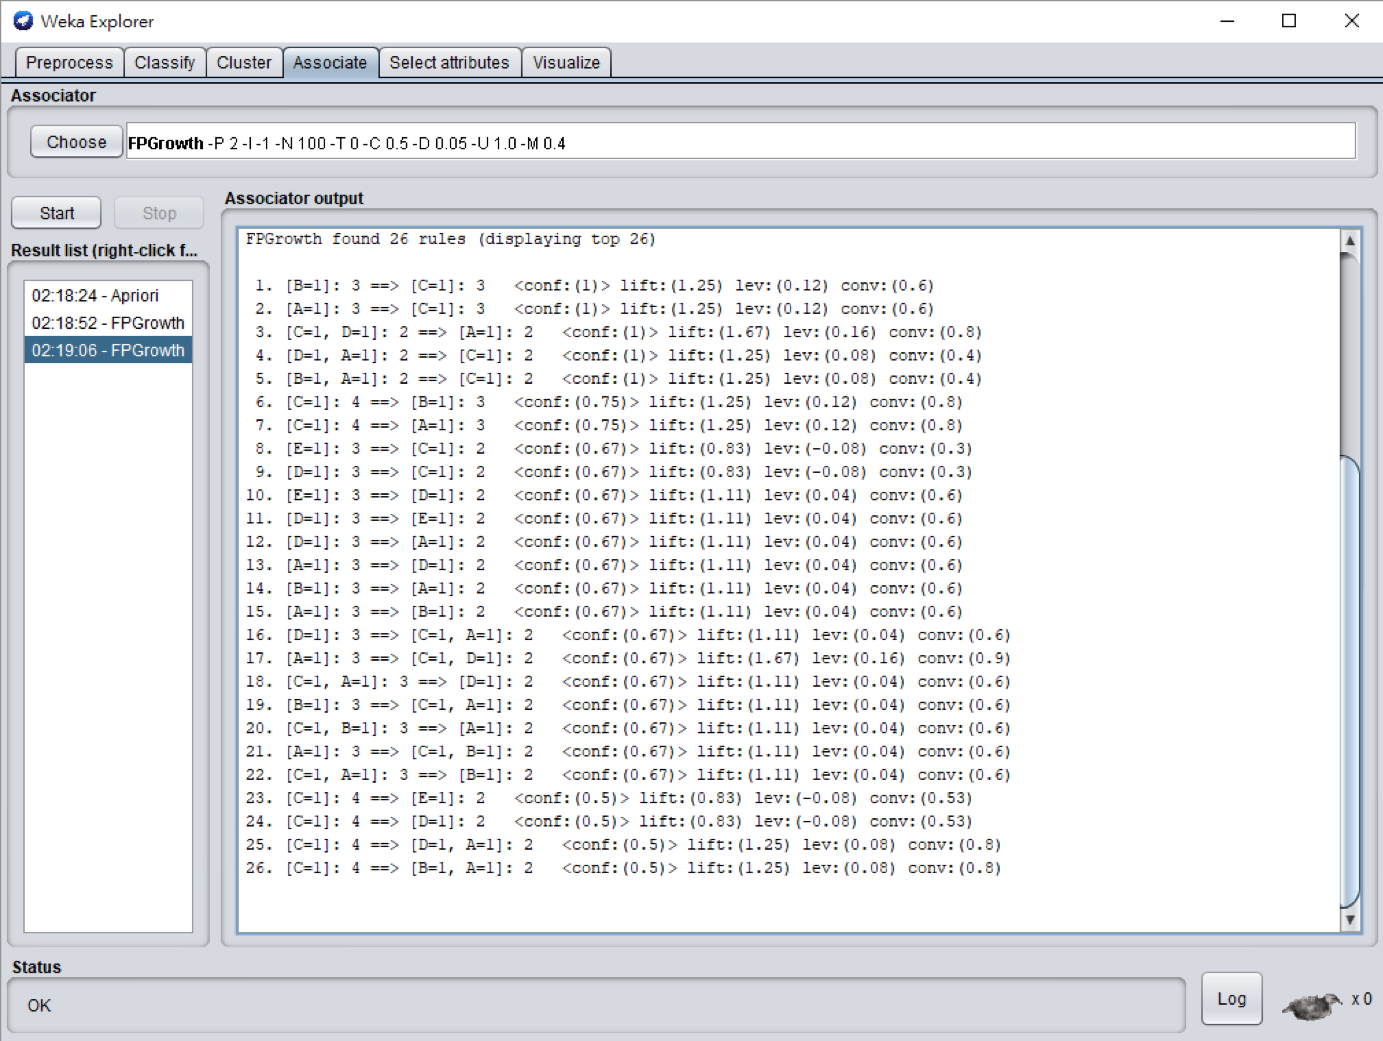 Weka Explorer
Preprocess Classify Cluster Associate Select attributes Visualize
Associator
Choose FPGrowth -P 2 -I -1 -N 100 -T 0 -C 0.5 -D 0.05 -U 1.0 -M 0.4
Start Stop
Result list (right-click f...
02:18:24 - Apriori
02:18:52 - FPGrowth
02:19:06 - FPGrowth
Associator output
FPGrowth found 26 rules (displaying top 26)
1. [B=1]: 3 ==> [C=1]: 3 <conf:(1)> lift:(1.25) lev:(0.12) conv:(0.6)
2. [A=1]: 3 ==> [C=1]: 3 <conf:(1)> lift:(1.25) lev:(0.12) conv:(0.6)
3. [C=1, D=1]: 2 ==> [A=1]: 2 <conf:(1)> lift:(1.67) lev:(0.16) conv:(0.8)
4. [D=1, A=1]: 2 ==> [C=1]: 2 <conf:(1)> lift:(1.25) lev:(0.08) conv:(0.4)
5. [B=1, A=1]: 2 ==> [C=1]: 2 <conf:(1)> lift:(1.25) lev:(0.08) conv:(0.4)
6. [C=1]: 4 ==> [B=1]: 3 <conf:(0.75)> lift:(1.25) lev:(0.12) conv:(0.8)
7. [C=1]: 4 ==> [A=1]: 3 <conf:(0.75)> lift:(1.25) lev:(0.12) conv:(0.8)
8. [E=1]: 3 ==> [C=1]: 2 <conf:(0.67)> lift:(0.83) lev:(-0.08) conv:(0.3)
9. [D=1]: 3 ==> [C=1]: 2 <conf:(0.67)> lift:(0.83) lev:(-0.08) conv:(0.3)
10. [E=1]: 3 ==> [D=1]: 2 <conf:(0.67)> lift:(1.11) lev:(0.04) conv:(0.6)
11. [D=1]: 3 ==> [E=1]: 2 <conf:(0.67)> lift:(1.11) lev:(0.04) conv:(0.6)
12. [D=1]: 3 ==> [A=1]: 2 <conf:(0.67)> lift:(1.11) lev:(0.04) conv:(0.6)
13. [A=1]: 3 ==> [D=1]: 2 <conf:(0.67)> lift:(1.11) lev:(0.04) conv:(0.6)
14. [B=1]: 3 ==> [A=1]: 2 <conf:(0.67)> lift:(1.11) lev:(0.04) conv:(0.6)
15. [A=1]: 3 ==> [B=1]: 2 <conf:(0.67)> lift:(1.11) lev:(0.04) conv:(0.6)
16. [D=1]: 3 ==> [C=1, A=1]: 2 <conf:(0.67)> lift:(1.11) lev:(0.04) conv:(0.6)
17. [A=1]: 3 ==> [C=1, D=1]: 2 <conf:(0.67)> lift:(1.67) lev:(0.16) conv:(0.9)
18. [C=1, A=1]: 3 ==> [D=1]: 2 <conf:(0.67)> lift:(1.11) lev:(0.04) conv:(0.6)
19. [B=1]: 3 ==> [C=1, A=1]: 2 <conf:(0.67)> lift:(1.11) lev:(0.04) conv:(0.6)
20. [C=1, B=1]: 3 ==> [A=1]: 2 <conf:(0.67)> lift:(1.11) lev:(0.04) conv:(0.6)
21. [A=1]: 3 ==> [C=1, B=1]: 2 <conf:(0.67)> lift:(1.11) lev:(0.04) conv:(0.6)
22. [C=1, A=1]: 3 ==> [B=1]: 2 <conf:(0.67)> lift:(1.11) lev:(0.04) conv:(0.6)
23. [C=1]: 4 ==> [E=1]: 2 <conf:(0.5)> lift:(0.83) lev:(-0.08) conv:(0.53)
24. [C=1]: 4 ==> [D=1]: 2 <conf:(0.5)> lift:(0.83) lev:(-0.08) conv:(0.53)
25. [C=1]: 4 ==> [D=1, A=1]: 2 <conf:(0.5)> lift:(1.25) lev:(0.08) conv:(0.8)
26. [C=1]: 4 ==> [B=1, A=1]: 2 <conf:(0.5)> lift:(1.25) lev:(0.08) conv:(0.8)
Status
OK
Log
x 0